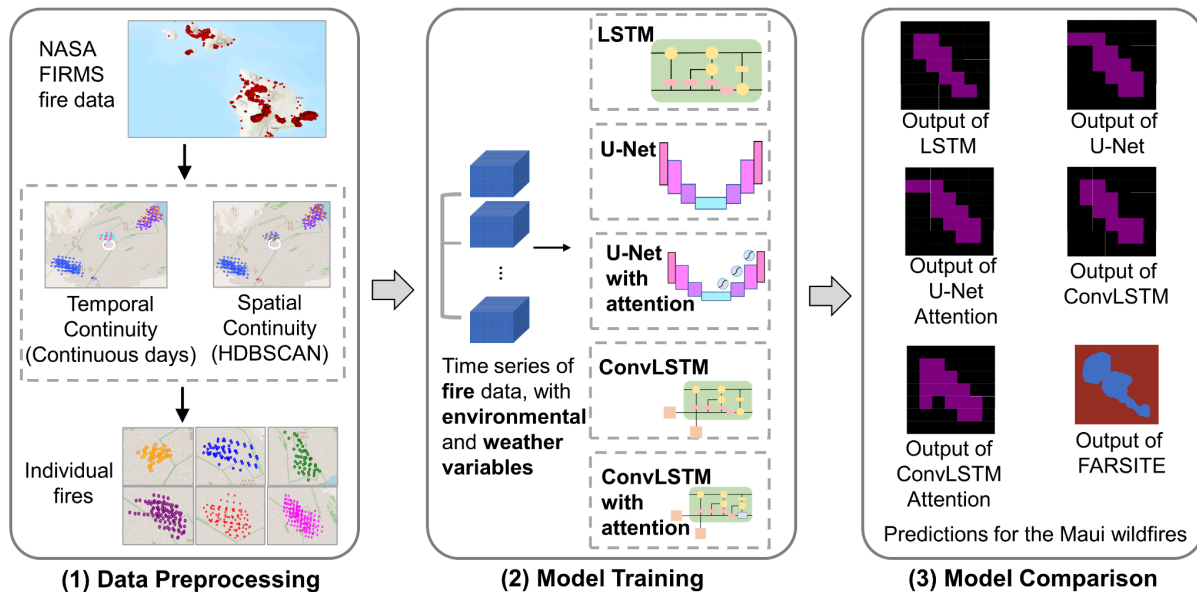 NASA
FIRMS
fire data
Temporal
Continuity
(Continuous days)
Spatial
Continuity
(HDBSCAN)
Individual
fires
(1) Data Preprocessing
Time series of
fire data, with
environmental
and weather
variables
LSTM
U-Net
U-Net
with
attention
ConvLSTM
ConvLSTM
with
attention
(2) Model Training
Output of
LSTM
Output of
U-Net
Output of
U-Net
Attention
Output of
ConvLSTM
Output of
ConvLSTM
Attention
Output of
FARSITE
Predictions for the Maui wildfires
(3) Model Comparison